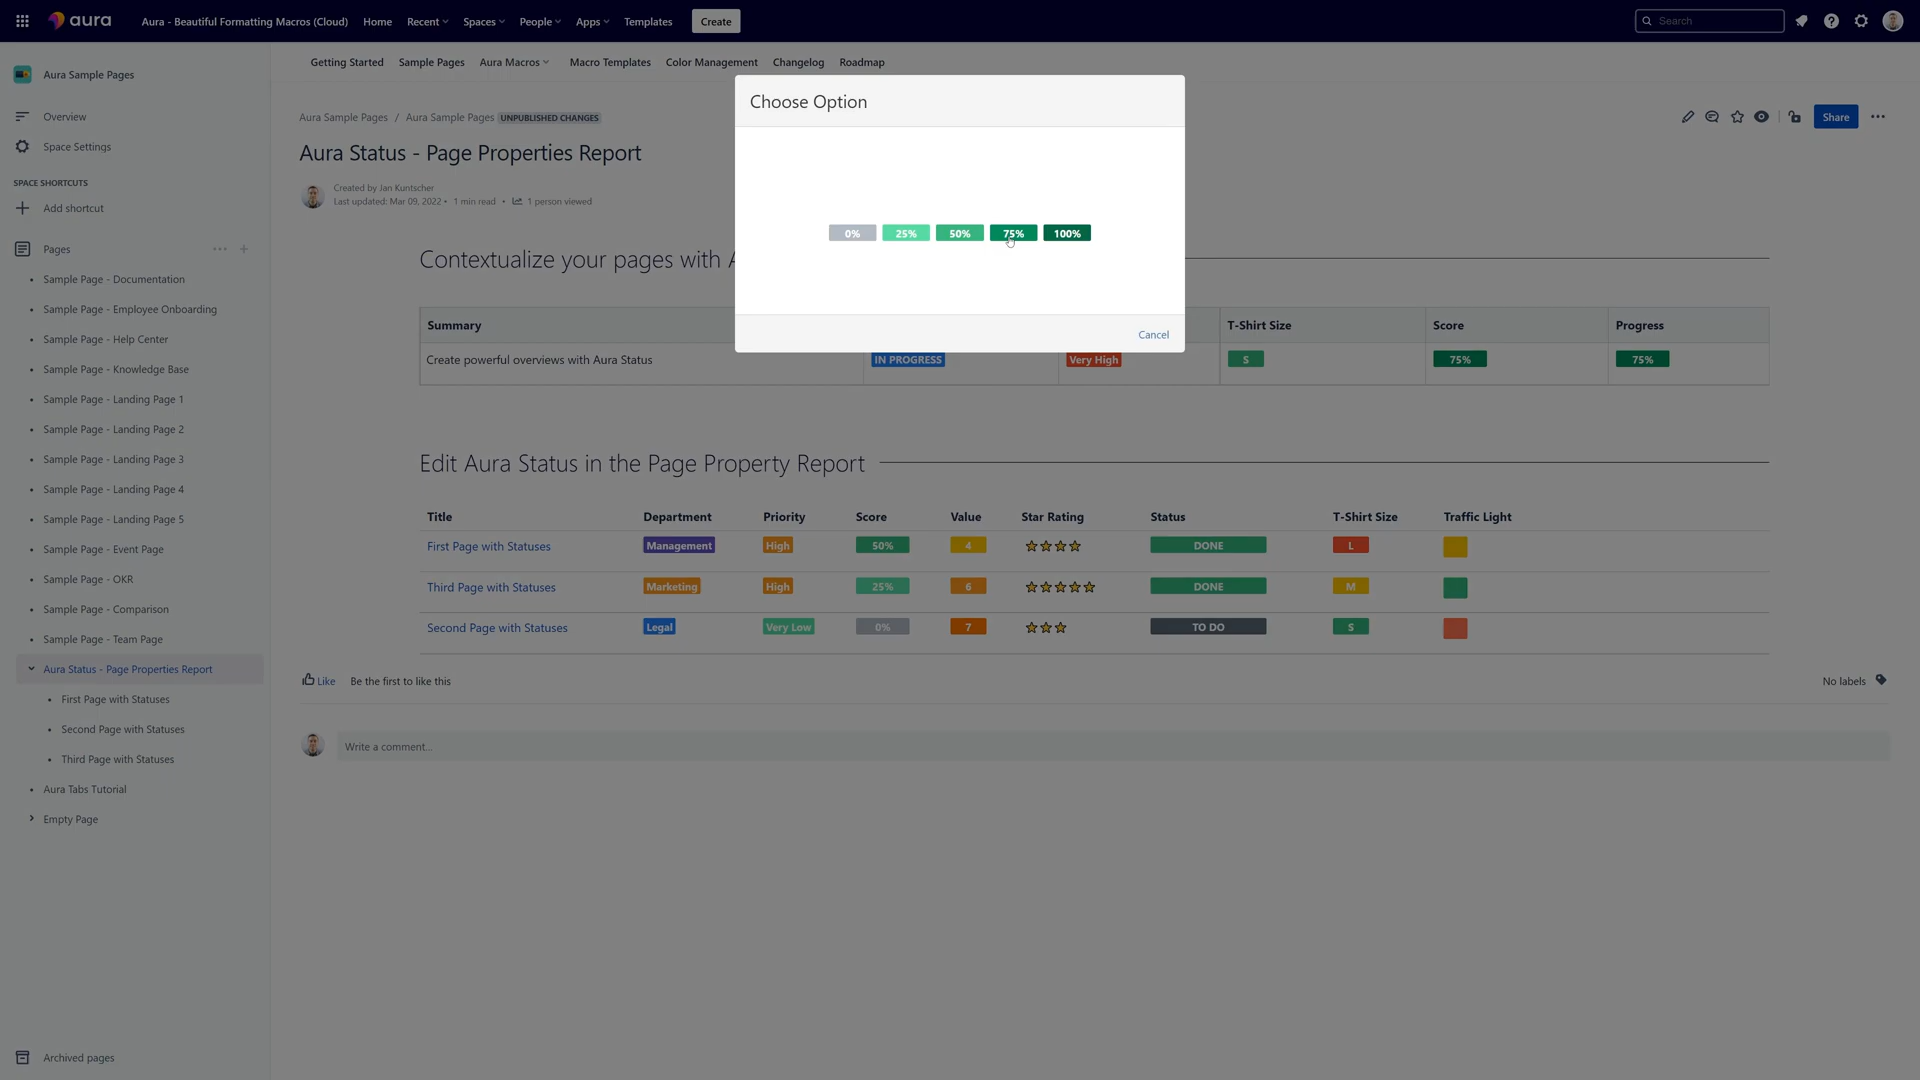 aura Aura - Beautiful Formatting Macros (Cloud) Home Recent Spaces People Apps Templates Create Search
Aura Sample Pages
Overview
Space Settings
SPACE SHORTCUTS
Add shortcut
Pages
Sample Page - Documentation
Sample Page - Employee Onboarding
Sample Page - Help Center
Sample Page - Knowledge Base
Sample Page - Landing Page 1
Sample Page - Landing Page 2
Sample Page - Landing Page 3
Sample Page - Landing Page 4
Sample Page - Landing Page 5
Sample Page - Event Page
Sample Page - OKR
Sample Page - Comparison
Sample Page - Team Page
Aura Status - Page Properties Report
First Page with Statuses
Second Page with Statuses
Third Page with Statuses
Aura Tabs Tutorial
Empty Page
Archived pages
Getting Started Sample Pages Aura Macros Macro Templates Color Management Changelog Roadmap
Aura Sample Pages / Aura Sample Pages UNPUBLISHED CHANGES Share
Aura Status - Page Properties Report
Created by Jan Kuntscher
Last updated: Mar 09, 2022 • 1 min read • 1 person viewed
Choose Option
0% 25% 50% 75% 100%
Cancel
Contextualize your pages with
Summary T-Shirt Size Score Progress
Create powerful overviews with Aura Status IN PROGRESS Very High S 75% 75%
Edit Aura Status in the Page Property Report
Title Department Priority Score Value Star Rating Status T-Shirt Size Traffic Light
First Page with Statuses Management High 50% 4 DONE L
Third Page with Statuses Marketing High 25% 6 DONE M
Second Page with Statuses Legal Very Low 0% 7 TO DO S
Like Be the first to like this No labels
Write a comment...